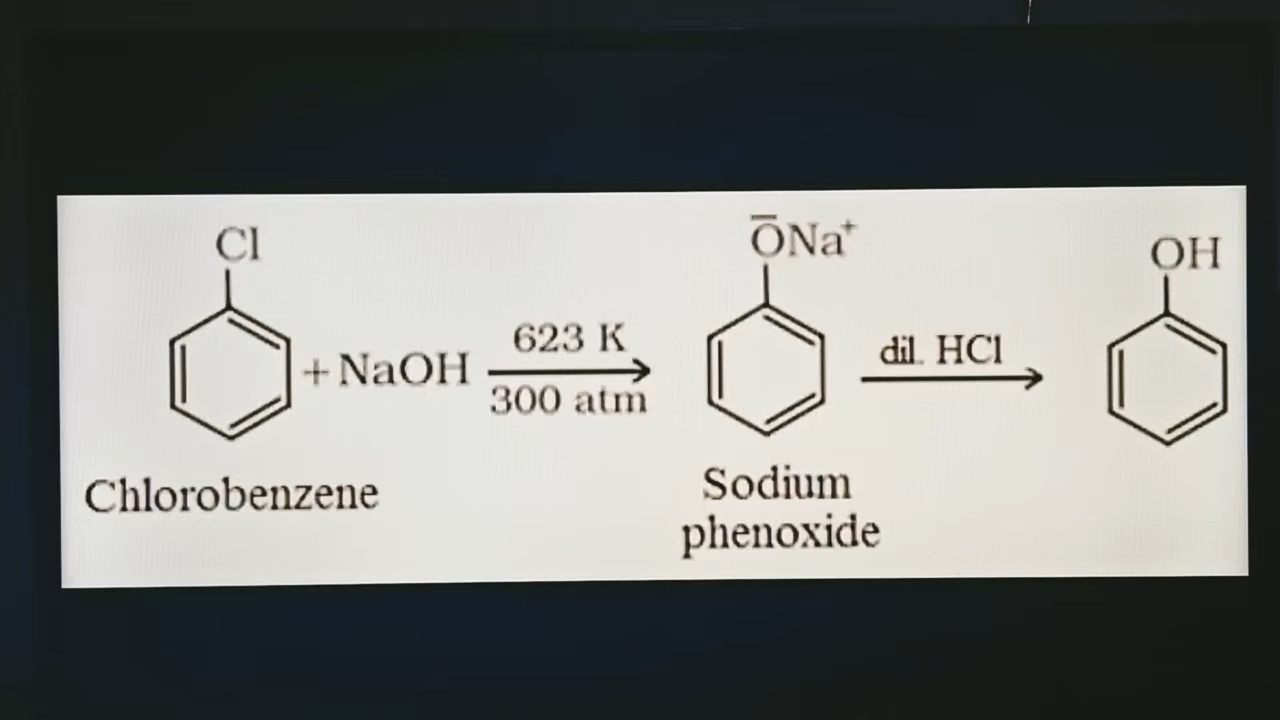 Cl
+ NaOH
623 K
300 atm
Chlorobenzene
ŌNa⁺
Sodium
phenoxide
dil. HCl
OH